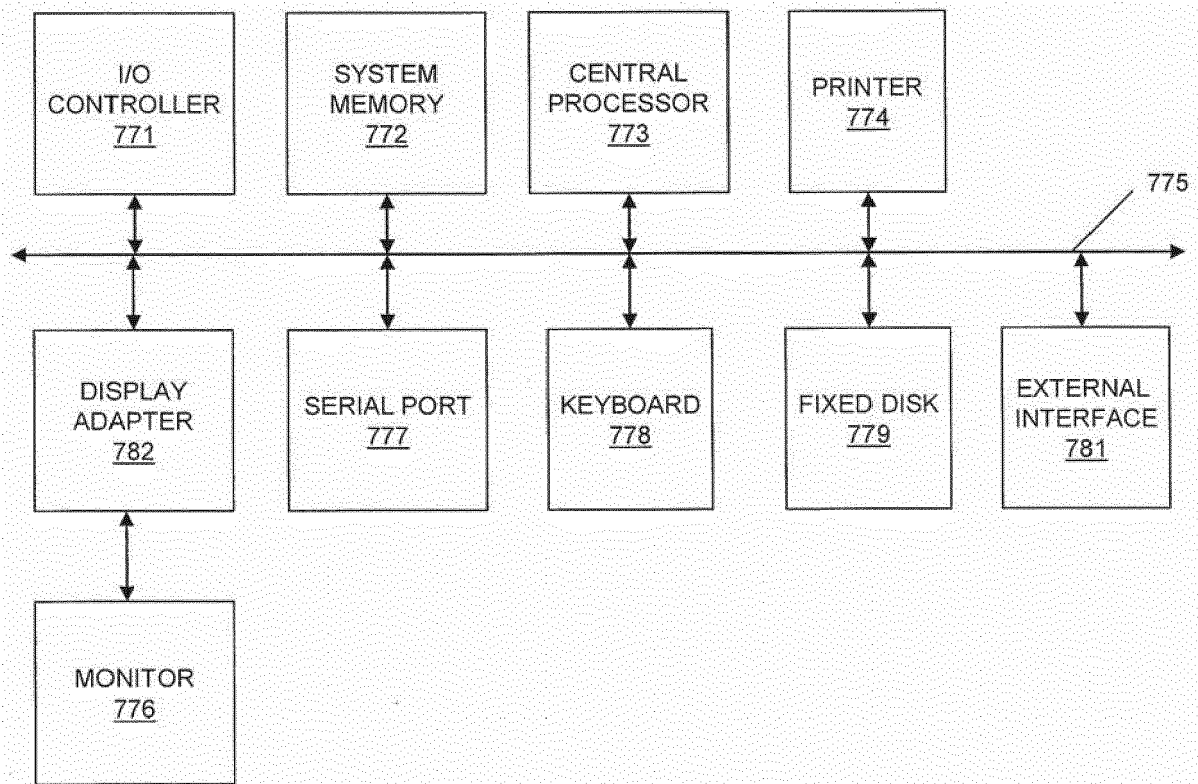 I/O
CONTROLLER
771
SYSTEM
MEMORY
772
CENTRAL
PROCESSOR
773
PRINTER
774
775
DISPLAY
ADAPTER
782
SERIAL PORT
777
KEYBOARD
778
FIXED DISK
779
EXTERNAL
INTERFACE
781
MONITOR
776